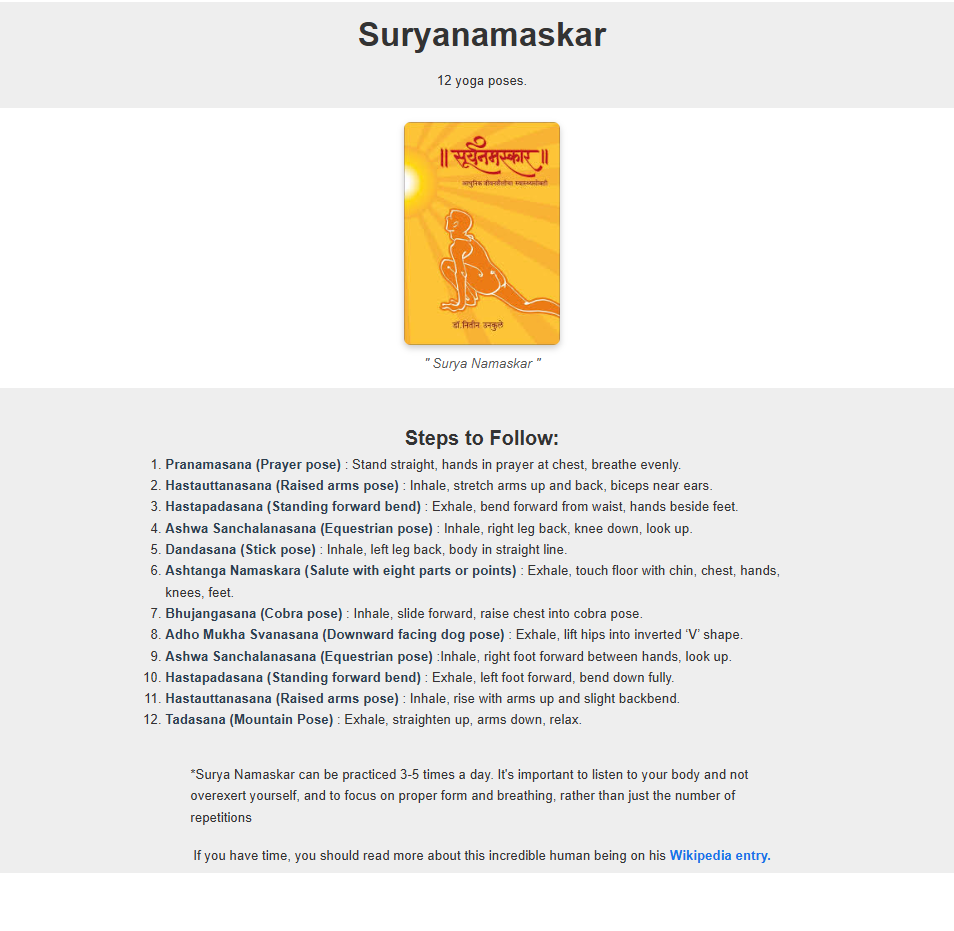 Suryanamaskar
12 yoga poses.
॥ सूर्यनमस्कार ॥
आधुनिक जीवनशैलीचा स्वास्थ्यसोबती
डॉ. नितीन उनकुले
" Surya Namaskar "
Steps to Follow:
1. Pranamasana (Prayer pose) : Stand straight, hands in prayer at chest, breathe evenly.
2. Hastauttanasana (Raised arms pose) : Inhale, stretch arms up and back, biceps near ears.
3. Hastapadasana (Standing forward bend) : Exhale, bend forward from waist, hands beside feet.
4. Ashwa Sanchalanasana (Equestrian pose) : Inhale, right leg back, knee down, look up.
5. Dandasana (Stick pose) : Inhale, left leg back, body in straight line.
6. Ashtanga Namaskara (Salute with eight parts or points) : Exhale, touch floor with chin, chest, hands,
knees, feet.
7. Bhujangasana (Cobra pose) : Inhale, slide forward, raise chest into cobra pose.
8. Adho Mukha Svanasana (Downward facing dog pose) : Exhale, lift hips into inverted ‘V’ shape.
9. Ashwa Sanchalanasana (Equestrian pose) :Inhale, right foot forward between hands, look up.
10. Hastapadasana (Standing forward bend) : Exhale, left foot forward, bend down fully.
11. Hastauttanasana (Raised arms pose) : Inhale, rise with arms up and slight backbend.
12. Tadasana (Mountain Pose) : Exhale, straighten up, arms down, relax.
*Surya Namaskar can be practiced 3-5 times a day. It's important to listen to your body and not
overexert yourself, and to focus on proper form and breathing, rather than just the number of
repetitions
If you have time, you should read more about this incredible human being on his Wikipedia entry.